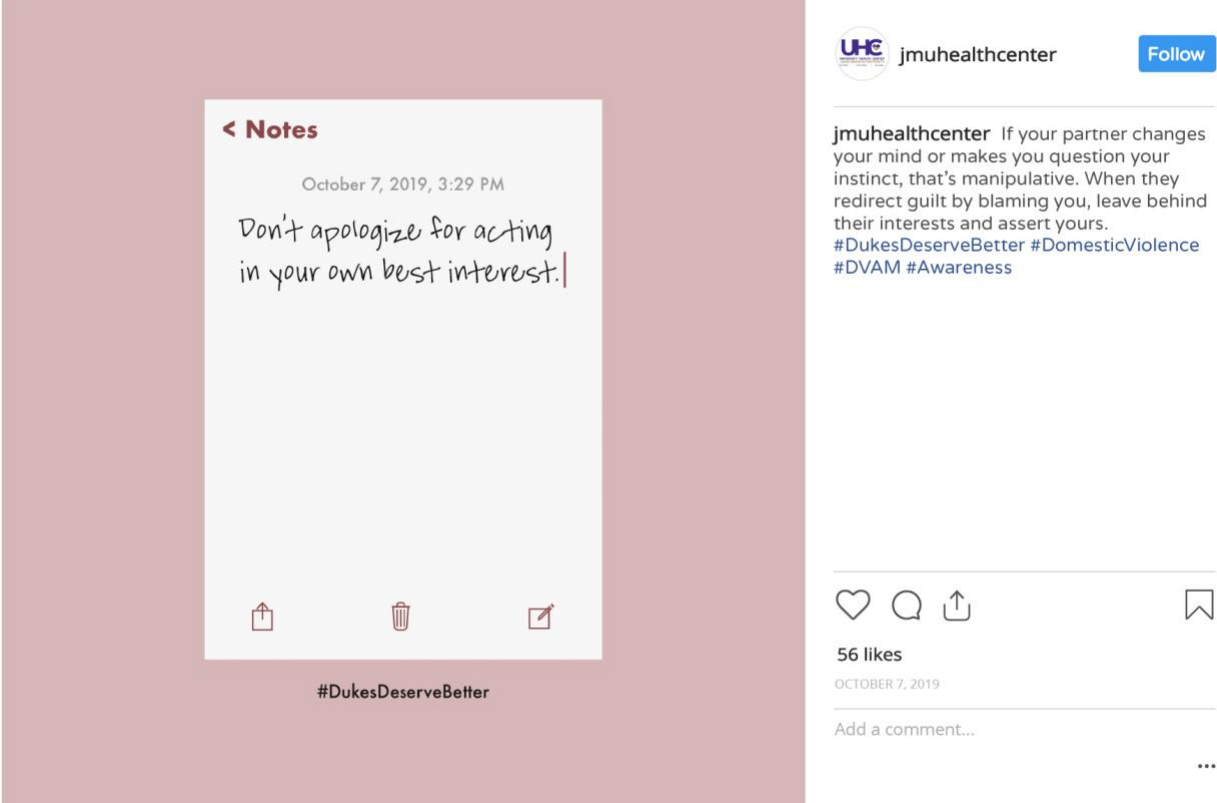 < Notes
October 7, 2019, 3:29 PM
Don't apologize for acting
in your own best interest.
#DukesDeserveBetter
UHC
jmuhealthcenter
Follow
jmuhealthcenter If your partner changes
your mind or makes you question your
instinct, that's manipulative. When they
redirect guilt by blaming you, leave behind
their interests and assert yours.
#DukesDeserveBetter #DomesticViolence
#DVAM #Awareness
56 likes
OCTOBER 7, 2019
Add a comment...